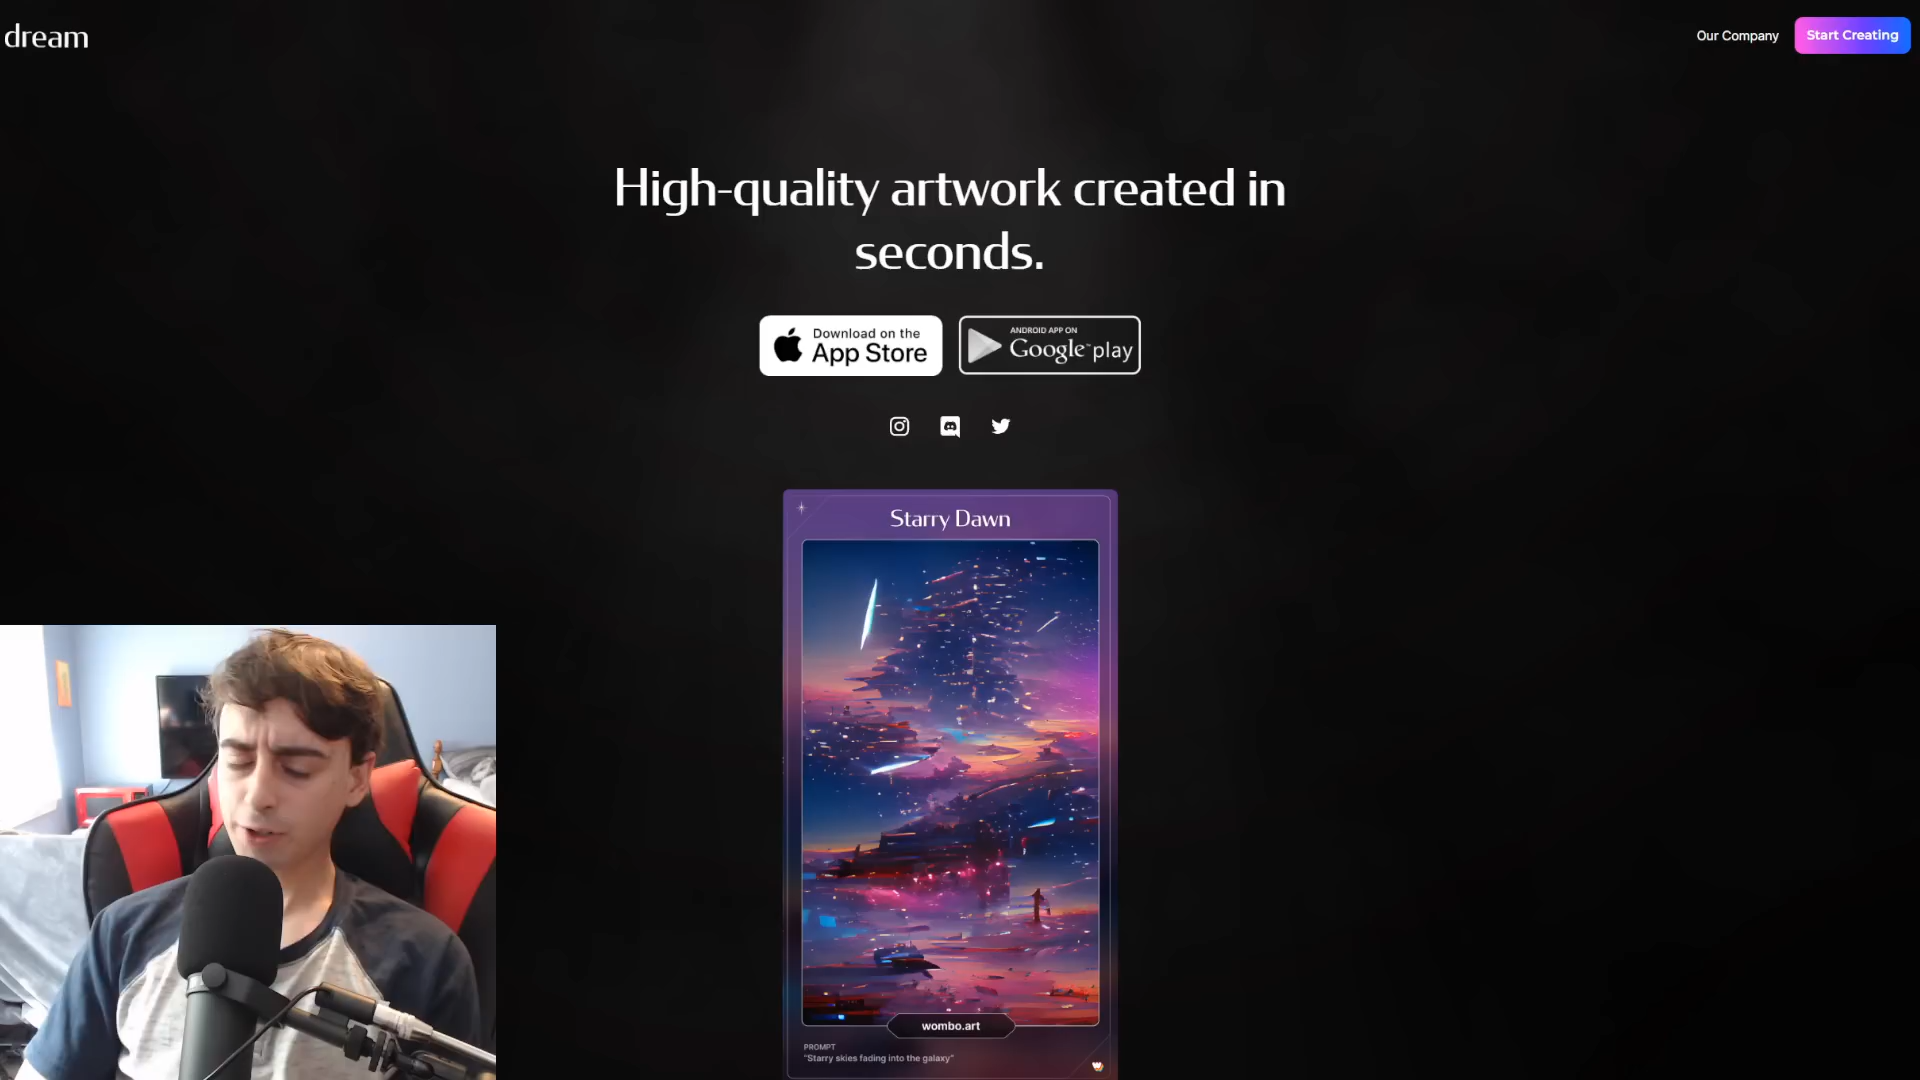 dream
Our Company
Start Creating
High-quality artwork created in
seconds.
Download on the
App Store
ANDROID APP ON
Google play
Starry Dawn
wombo.art
PROMPT
"Starry skies fading into the galaxy"